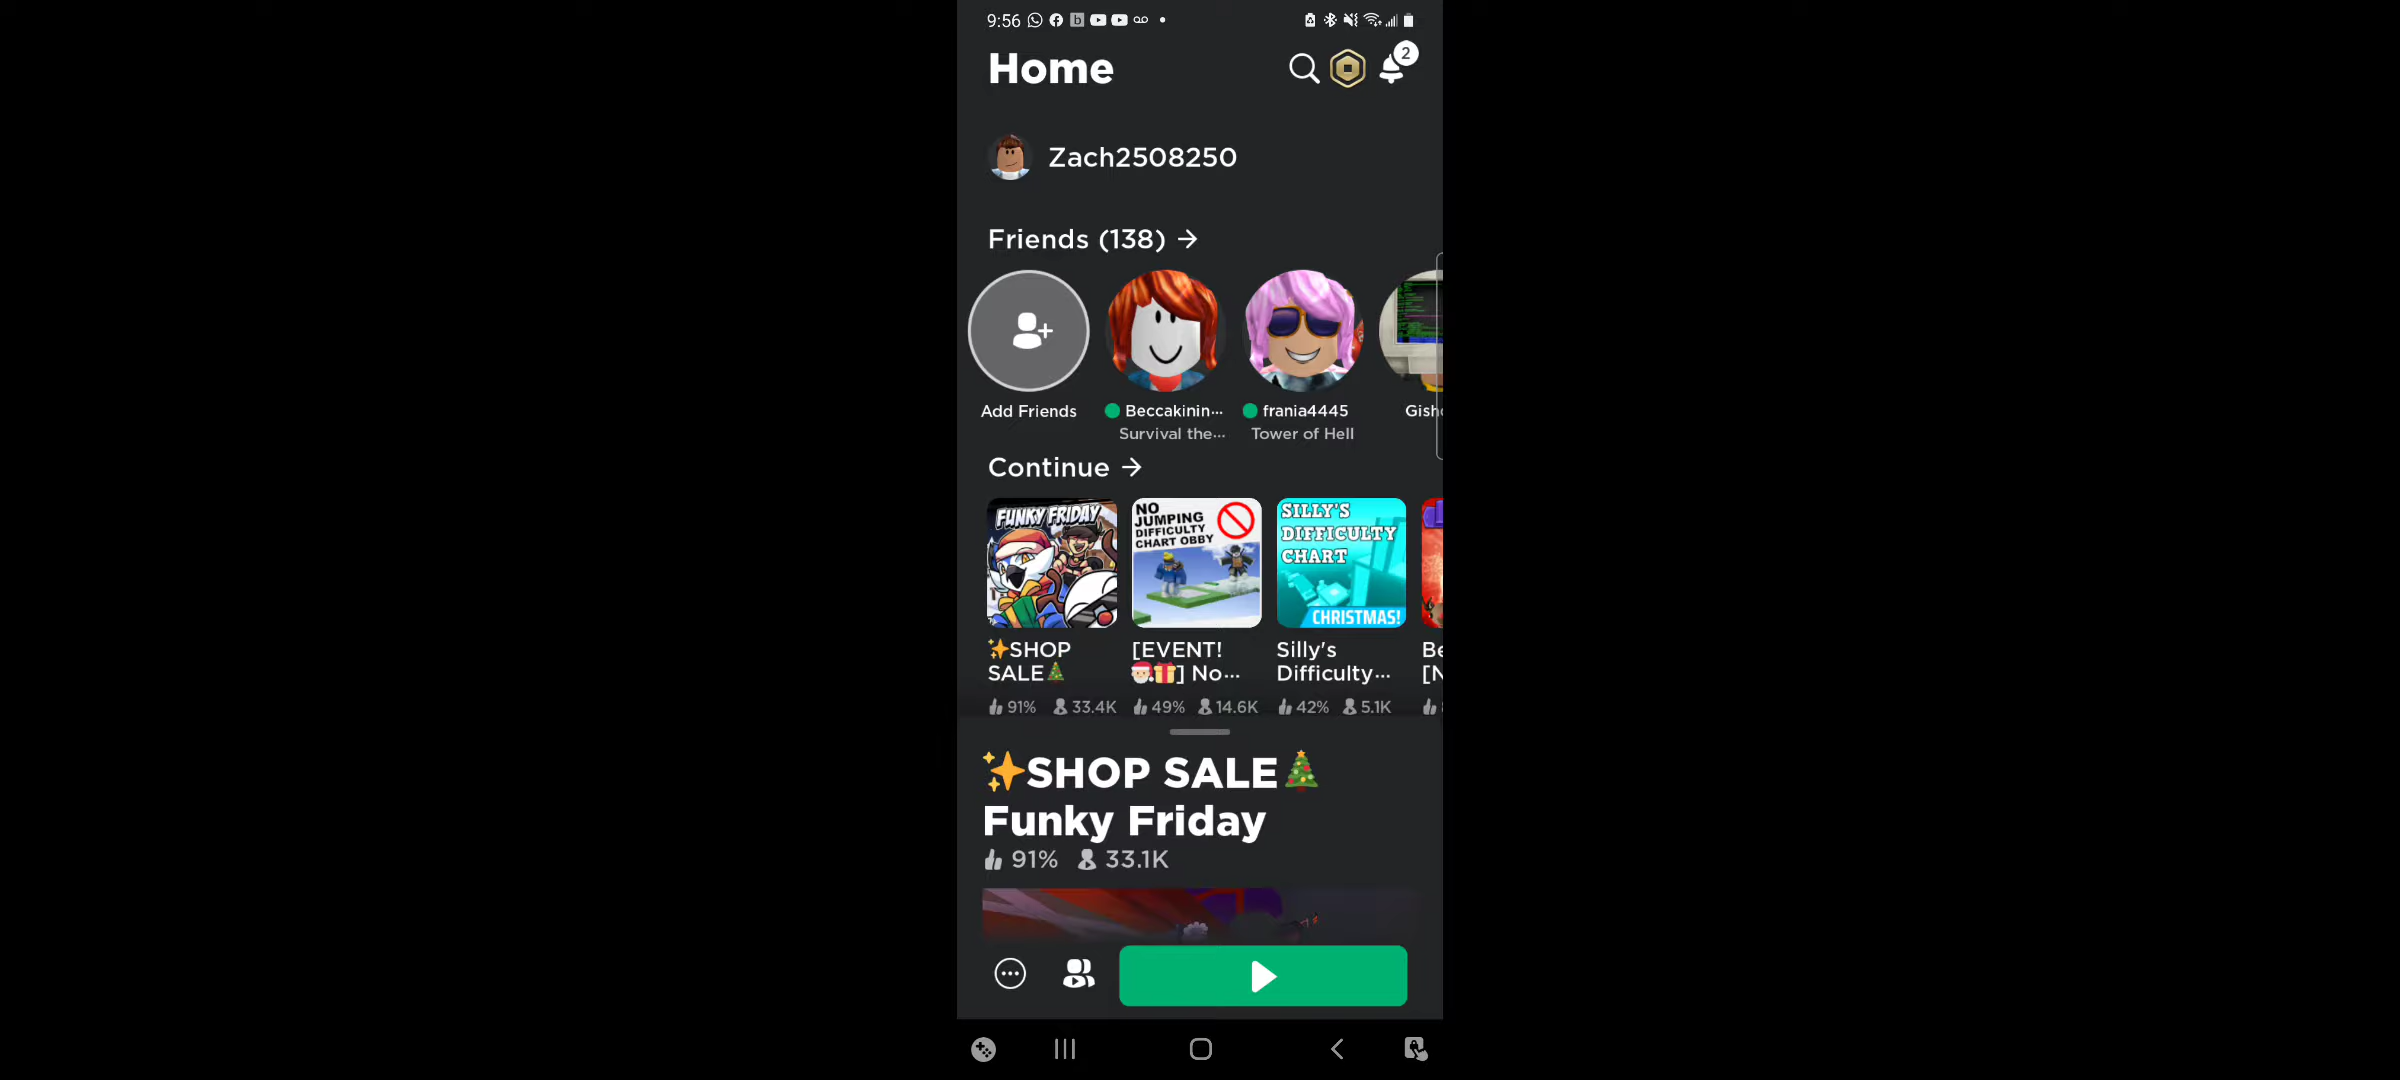 9:56
Home
2
Zach2508250
Friends (138) →
Add Friends
Beccakinin...
Survival the...
frania4445
Tower of Hell
Gish
Continue →
FUNKY FRIDAY
NO
JUMPING
DIFFICULTY
CHART OBBY
SILLY'S
DIFFICULTY
CHART
CHRISTMAS!
✨SHOP
SALE🎄
[EVENT!
🎅🎁] No...
Silly's
Difficulty...
Be
[N
91% 33.4K
49% 14.6K
42% 5.1K
✨SHOP SALE🎄
Funky Friday
91% 33.1K